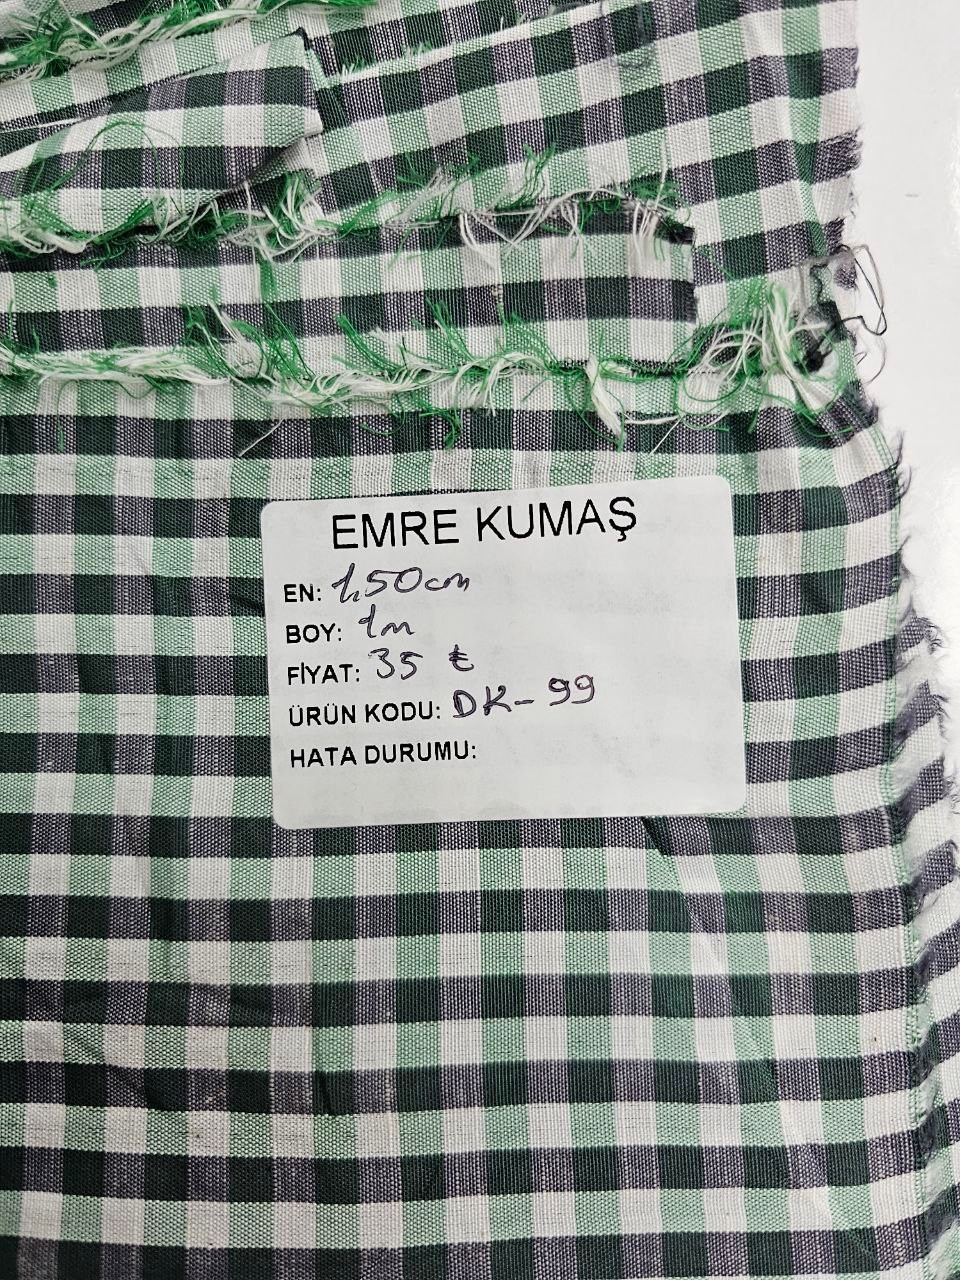 EMRE KUMAŞ
EN: 1,50cm
BOY: 1m
FİYAT: 35 ₺
ÜRÜN KODU: DK-99
HATA DURUMU: